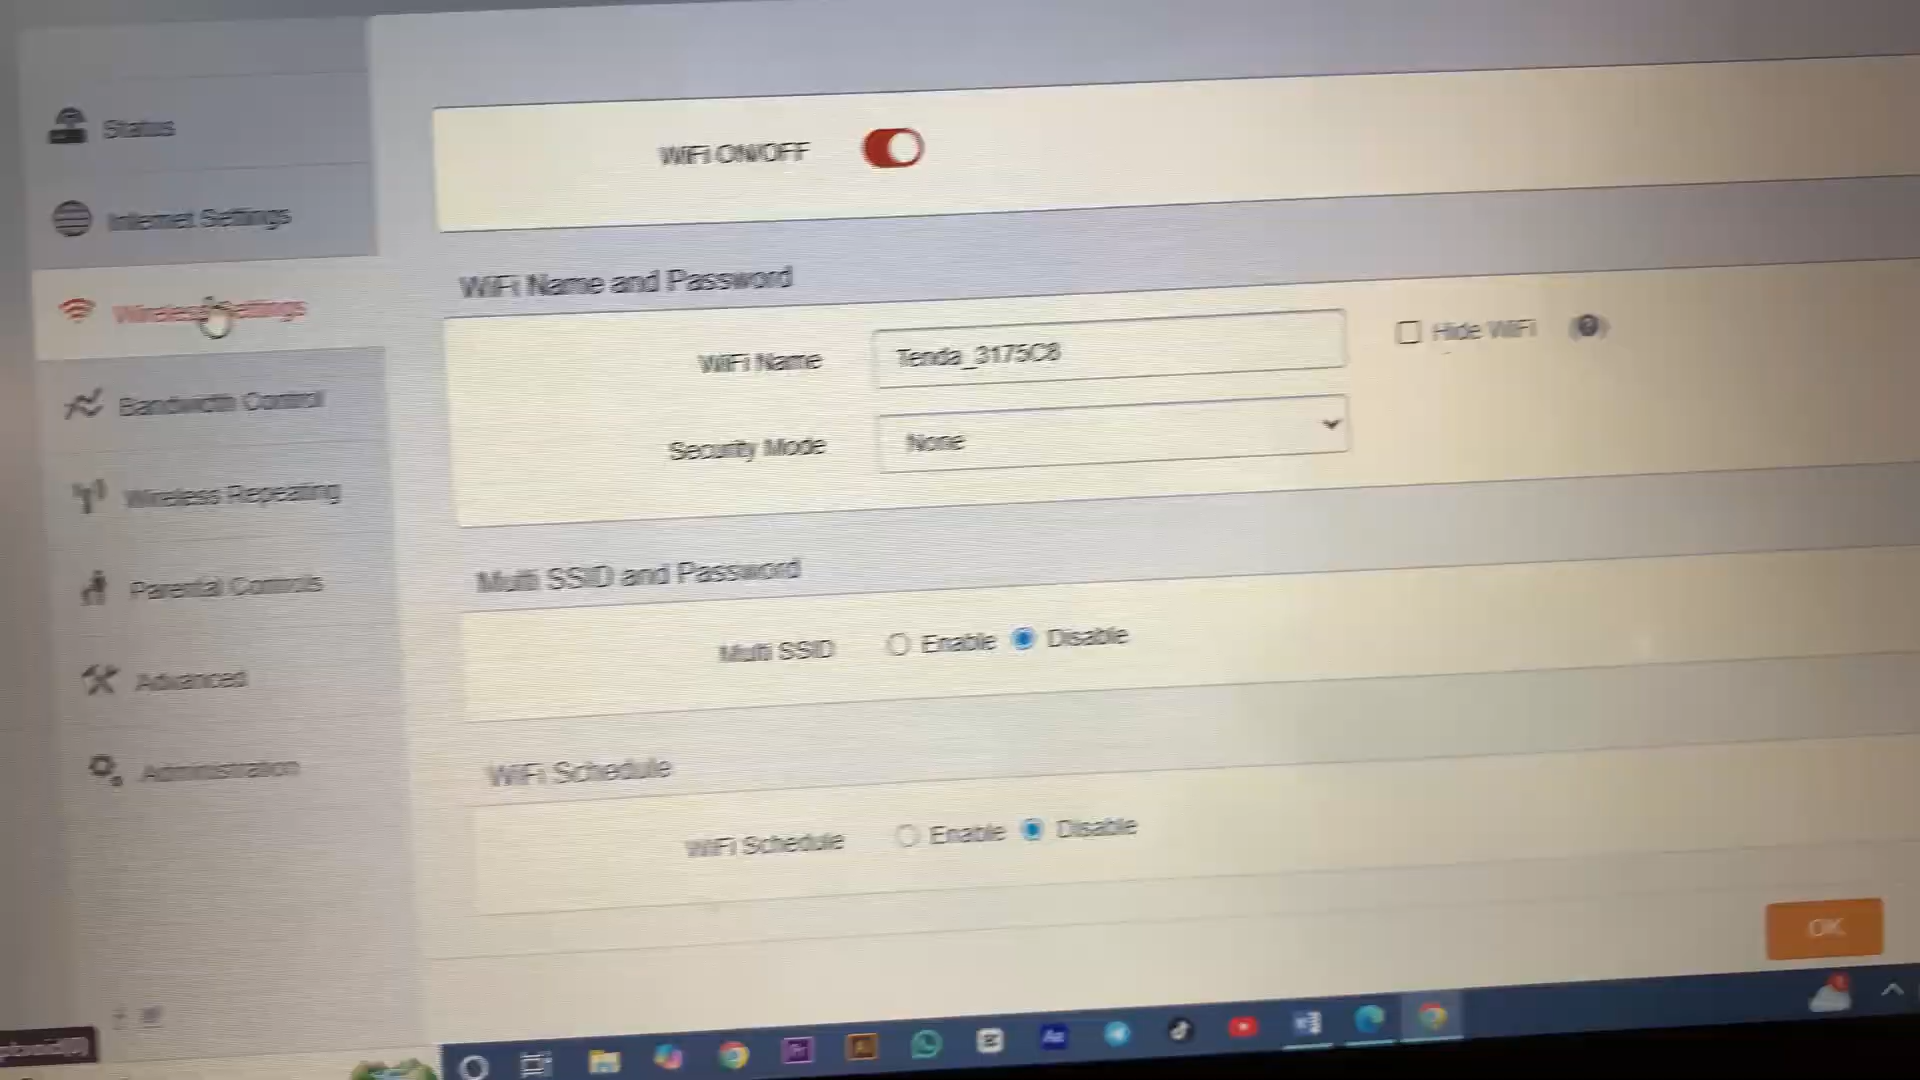 Status
Internet Settings
Wireless Settings
Bandwidth Control
Wireless Repeating
Parental Controls
Advanced
Administration
WiFi ON/OFF
WiFi Name and Password
WiFi Name
Tenda_3175C8
Hide WiFi
Security Mode
None
Multi SSID and Password
Multi SSID
Enable
Disable
WiFi Schedule
WiFi Schedule
Enable
Disable
OK